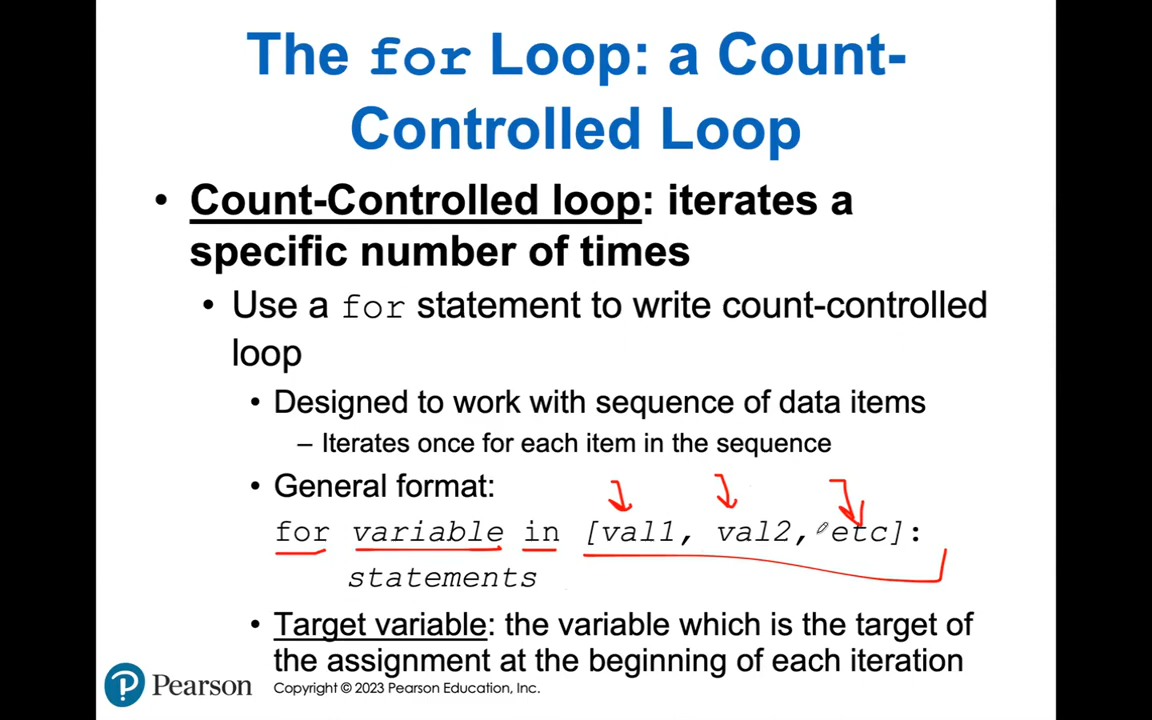 The for Loop: a Count-
Controlled Loop
• Count-Controlled loop: iterates a
specific number of times
• Use a for statement to write count-controlled
loop
• Designed to work with sequence of data items
– Iterates once for each item in the sequence
• General format:
for variable in [val1, val2, etc]:
statements
• Target variable: the variable which is the target of
the assignment at the beginning of each iteration
P Pearson
Copyright © 2023 Pearson Education, Inc.